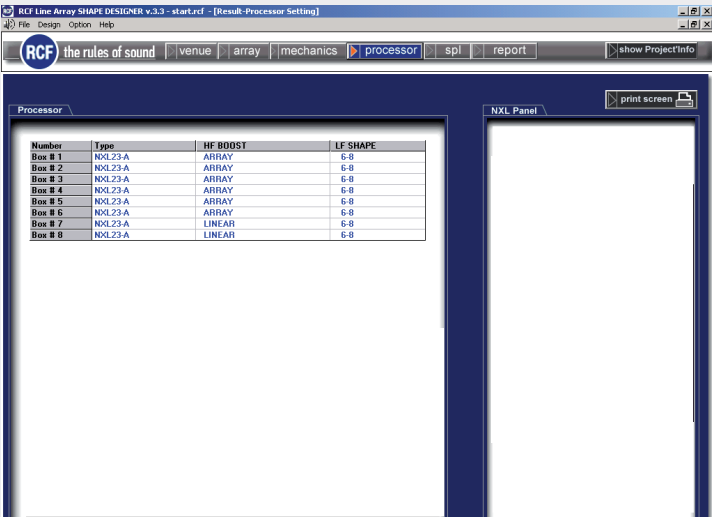 RCF Line Array SHAPE DESIGNER v.3.3 - start.rcf - [Result-Processor Setting]
File Design Option Help
RCF the rules of sound venue array mechanics processor spl report show Project'Info
print screen
Processor NXL Panel
Number Type HF BOOST LF SHAPE
Box # 1 NXL23-A ARRAY 6-8
Box # 2 NXL23-A ARRAY 6-8
Box # 3 NXL23-A ARRAY 6-8
Box # 4 NXL23-A ARRAY 6-8
Box # 5 NXL23-A ARRAY 6-8
Box # 6 NXL23-A ARRAY 6-8
Box # 7 NXL23-A LINEAR 6-8
Box # 8 NXL23-A LINEAR 6-8